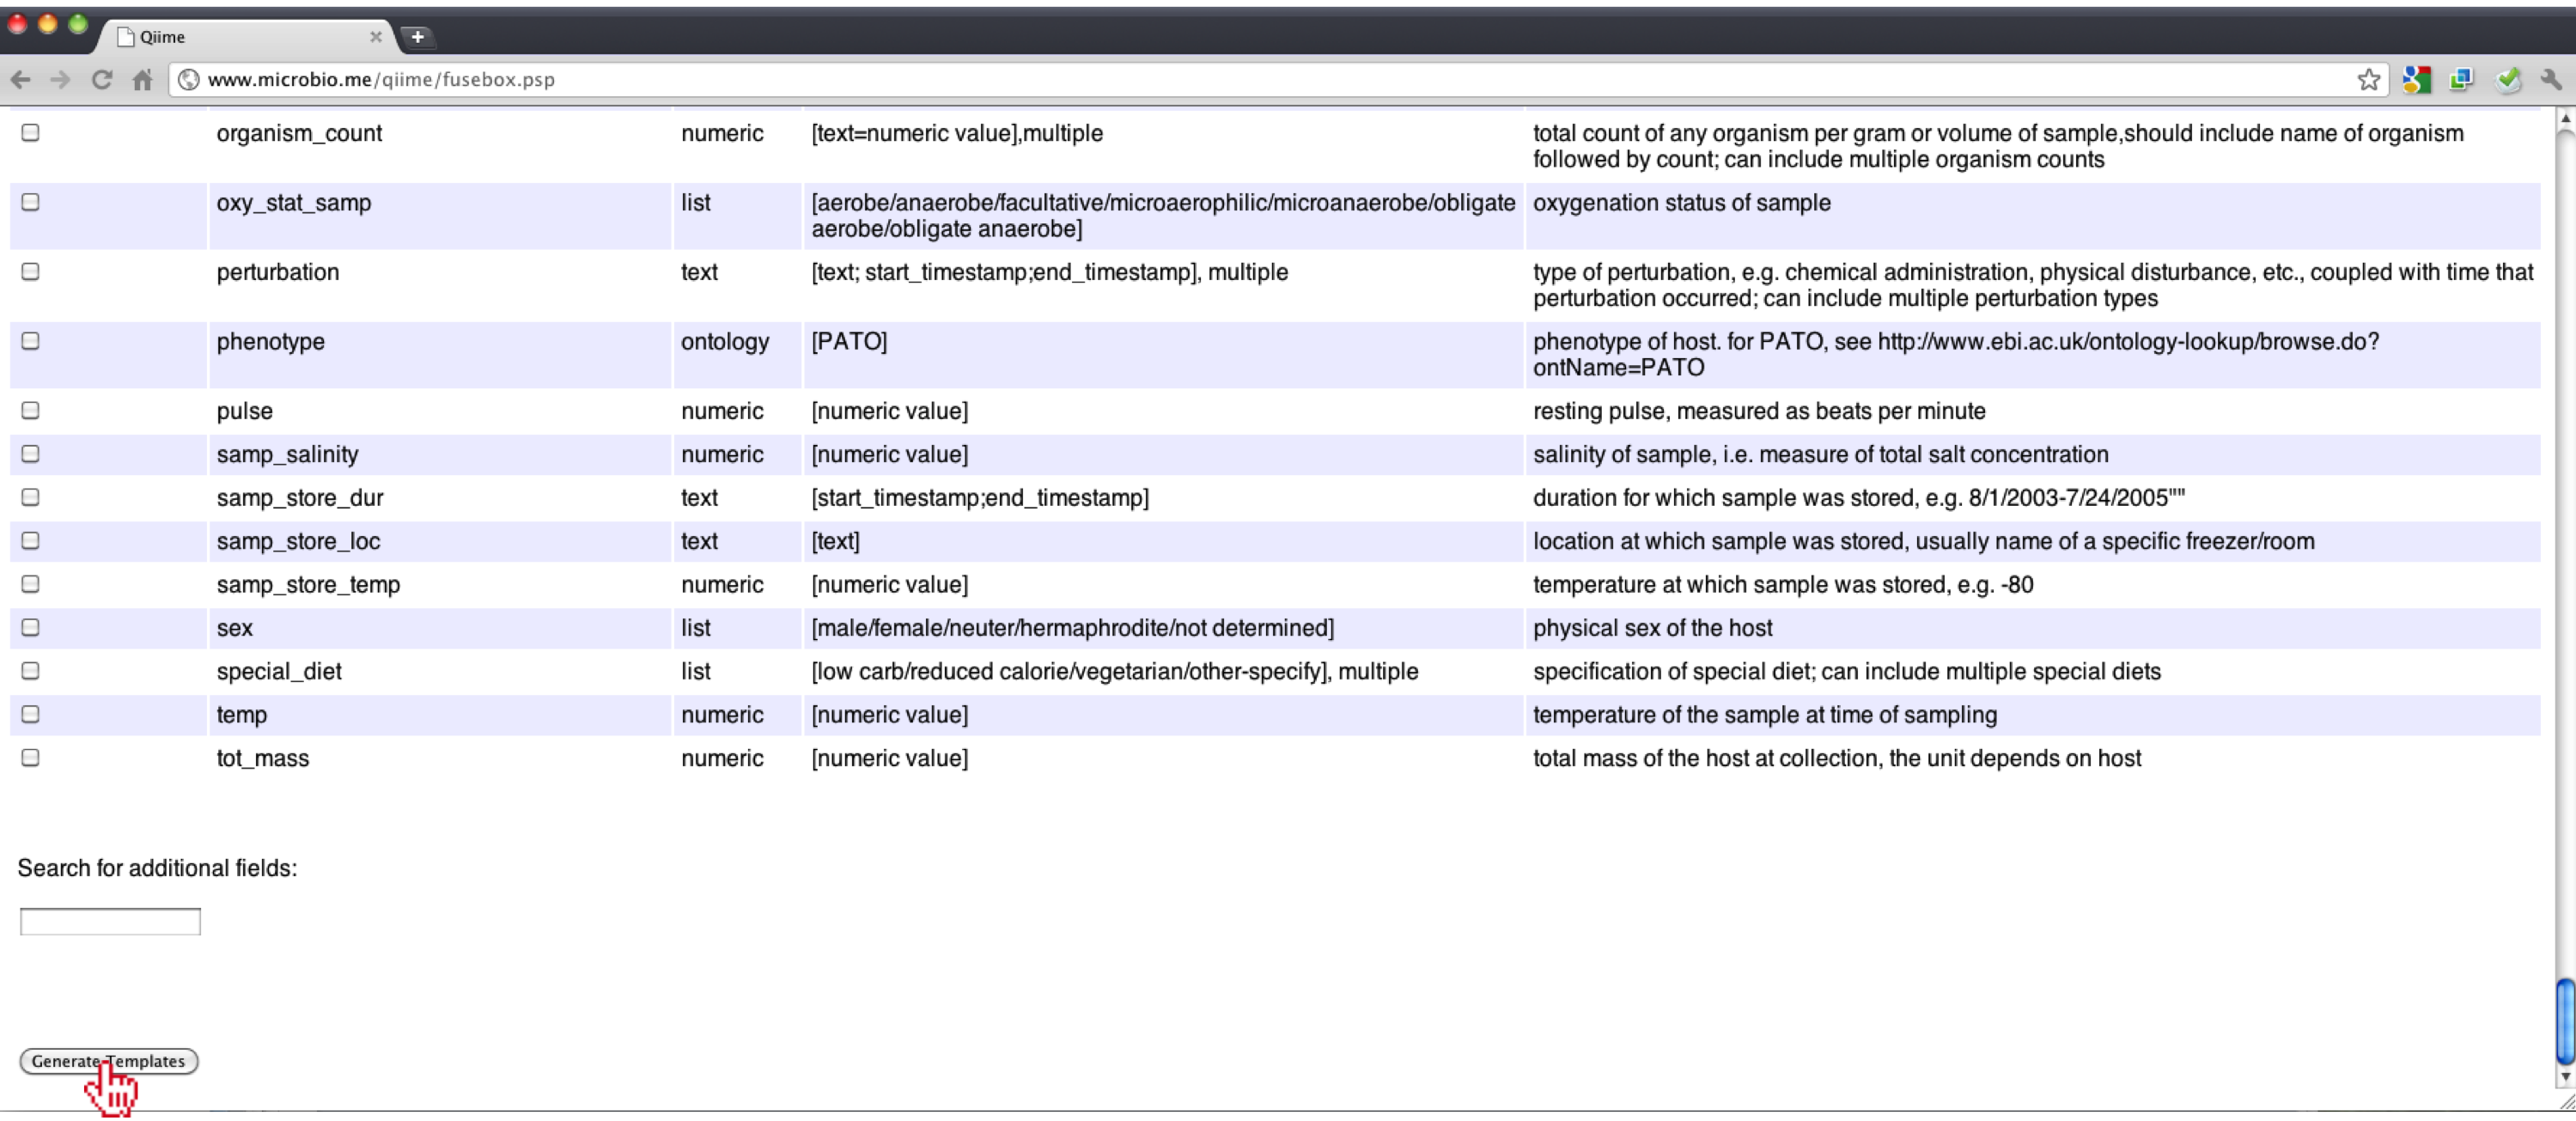 Qiime
www.microbio.me/qiime/fusebox.psp
organism_count numeric [text=numeric value],multiple total count of any organism per gram or volume of sample,should include name of organism
followed by count; can include multiple organism counts
oxy_stat_samp list [aerobe/anaerobe/facultative/microaerophilic/microanaerobe/obligate oxygenation status of sample
aerobe/obligate anaerobe]
perturbation text [text; start_timestamp;end_timestamp], multiple type of perturbation, e.g. chemical administration, physical disturbance, etc., coupled with time that
perturbation occurred; can include multiple perturbation types
phenotype ontology [PATO] phenotype of host. for PATO, see http://www.ebi.ac.uk/ontology-lookup/browse.do?
ontName=PATO
pulse numeric [numeric value] resting pulse, measured as beats per minute
samp_salinity numeric [numeric value] salinity of sample, i.e. measure of total salt concentration
samp_store_dur text [start_timestamp;end_timestamp] duration for which sample was stored, e.g. 8/1/2003-7/24/2005""
samp_store_loc text [text] location at which sample was stored, usually name of a specific freezer/room
samp_store_temp numeric [numeric value] temperature at which sample was stored, e.g. -80
sex list [male/female/neuter/hermaphrodite/not determined] physical sex of the host
special_diet list [low carb/reduced calorie/vegetarian/other-specify], multiple specification of special diet; can include multiple special diets
temp numeric [numeric value] temperature of the sample at time of sampling
tot_mass numeric [numeric value] total mass of the host at collection, the unit depends on host
Search for additional fields:
Generate Templates